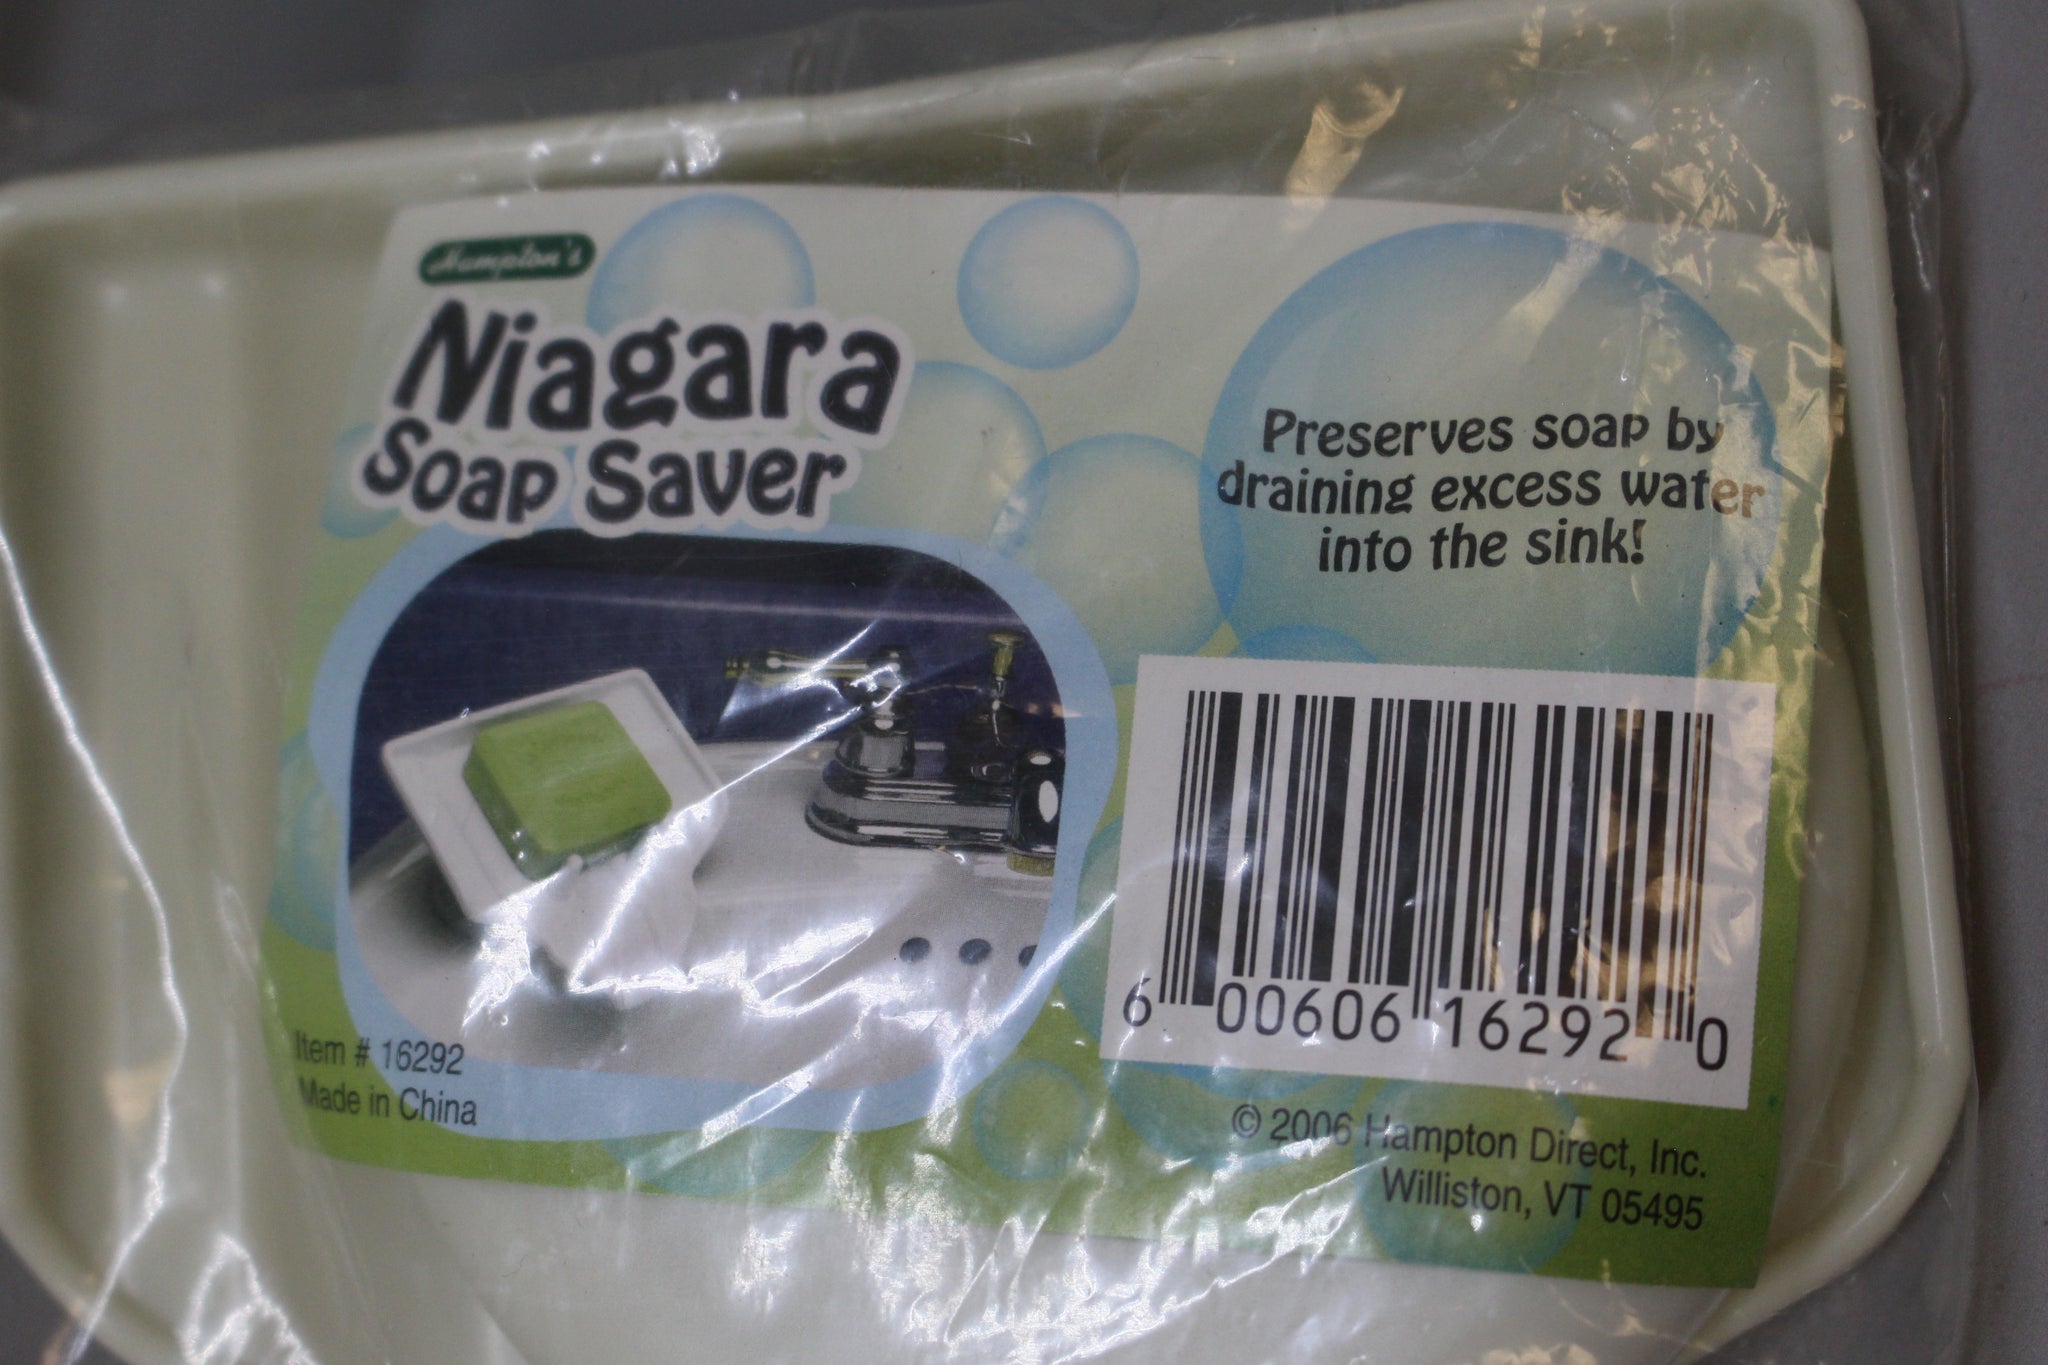 Hampton's
Niagara
Soap Saver
Preserves soap by
draining excess water
into the sink!
6 00606 16292 0
Item # 16292
Made in China
© 2006 Hampton Direct, Inc.
Williston, VT 05495